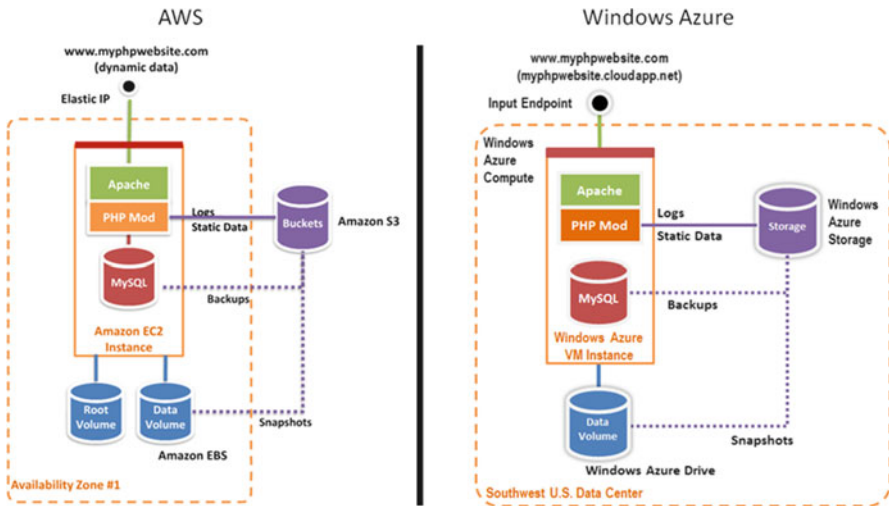 AWS
www.myphpwebsite.com
(dynamic data)
Elastic IP
Apache
PHP Mod
Logs
Static Data
Buckets
Amazon S3
MySQL
Backups
Amazon EC2
Instance
Root
Volume
Data
Volume
Snapshots
Amazon EBS
Availability Zone #1
Windows Azure
www.myphpwebsite.com
(myphpwebsite.cloudapp.net)
Input Endpoint
Windows
Azure
Compute
Apache
PHP Mod
Logs
Static Data
Storage
Windows
Azure
Storage
MySQL
Backups
Windows Azure
VM Instance
Data
Volume
Snapshots
Windows Azure Drive
Southwest U.S. Data Center